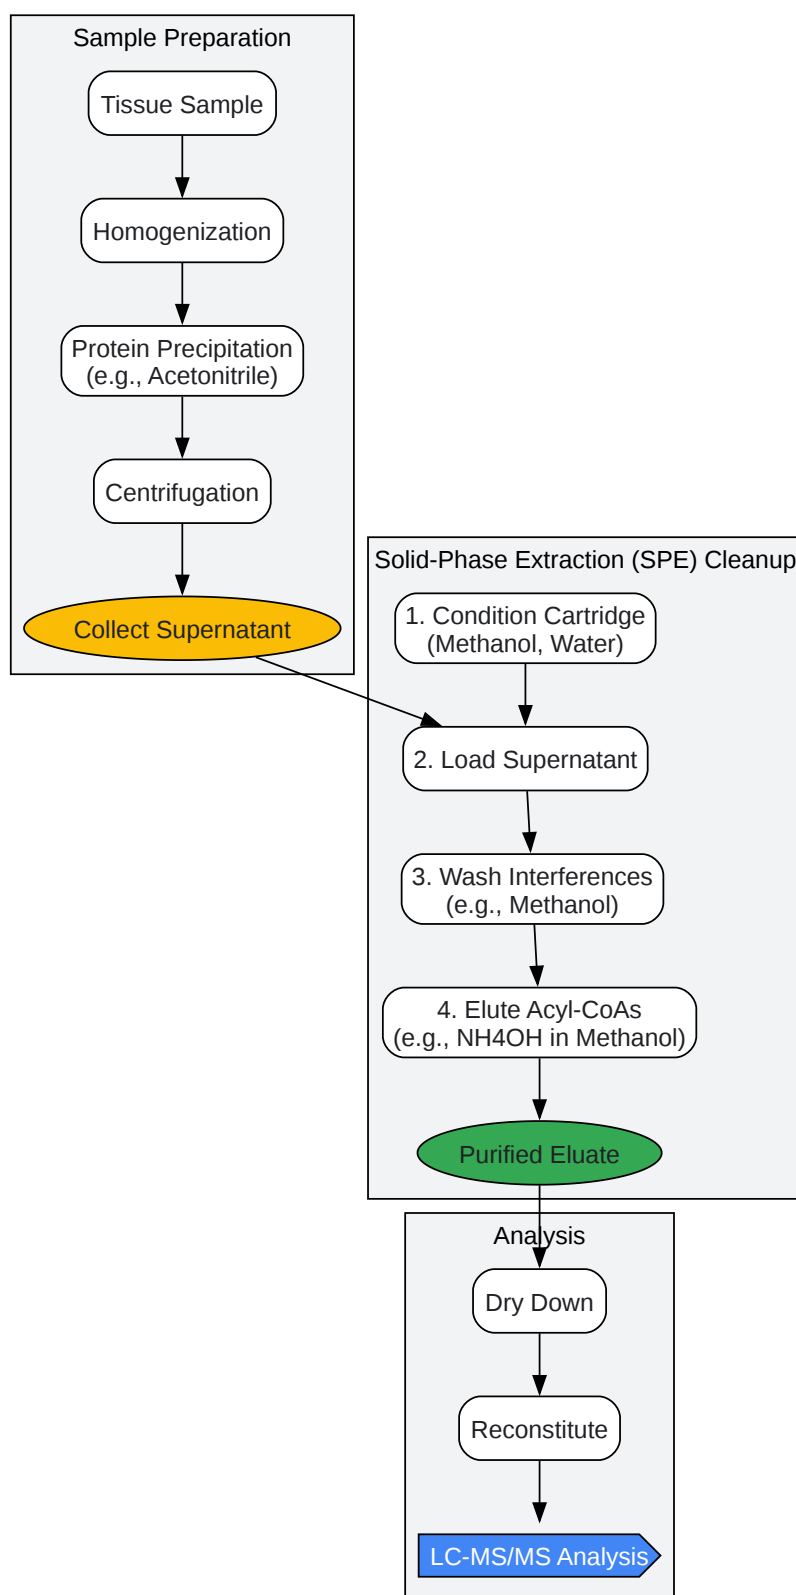 Sample Preparation
Tissue Sample
Homogenization
Protein Precipitation
(e.g., Acetonitrile)
Centrifugation
Collect Supernatant
Solid-Phase Extraction (SPE) Cleanup
1. Condition Cartridge
(Methanol, Water)
2. Load Supernatant
3. Wash Interferences
(e.g., Methanol)
4. Elute Acyl-CoAs
(e.g., NH4OH in Methanol)
Purified Eluate
Analysis
Dry Down
Reconstitute
LC-MS/MS Analysis